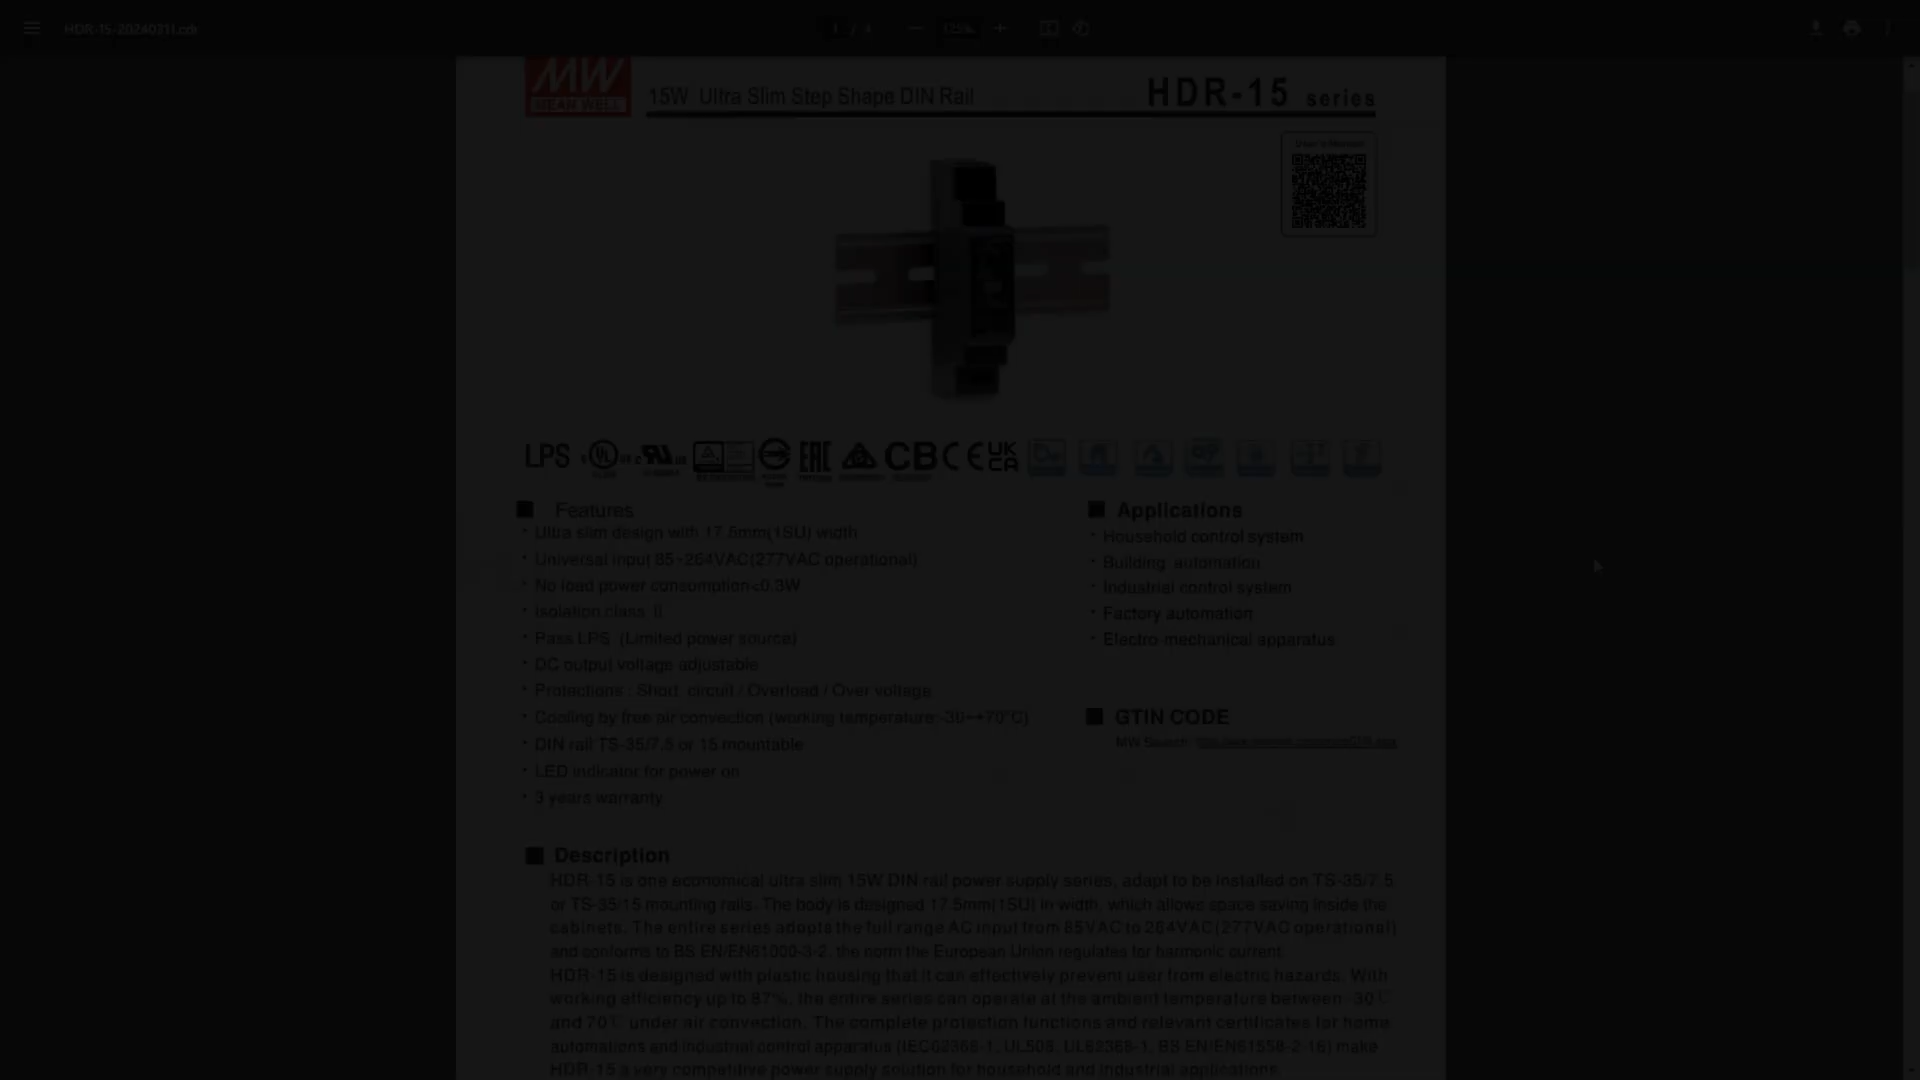 HDR-15-20240311.cdr
1 / 4
125%
MW
MEAN WELL
15W Ultra Slim Step Shape DIN Rail
HDR-15 series
User's Manual
LPS
Features
· Ultra slim design with 17.5mm(1SU) width
· Universal input 85~264VAC(277VAC operational)
· No load power consumption<0.3W
· Isolation class II
· Pass LPS (Limited power source)
· DC output voltage adjustable
· Protections : Short circuit / Overload / Over voltage
· Cooling by free air convection (working temperature:-30~+70°C)
· DIN rail TS-35/7.5 or 15 mountable
· LED indicator for power on
· 3 years warranty
Applications
· Household control system
· Building automation
· Industrial control system
· Factory automation
· Electro-mechanical apparatus
GTIN CODE
MW Search:
Description
HDR-15 is one economical ultra slim 15W DIN rail power supply series, adapt to be installed on TS-35/7.5
or TS-35/15 mounting rails. The body is designed 17.5mm(1SU) in width, which allows space saving inside the
cabinets. The entire series adopts the full range AC input from 85VAC to 264VAC(277VAC operational)
and conforms to BS EN/EN61000-3-2, the norm the European Union regulates for harmonic current.
HDR-15 is designed with plastic housing that it can effectively prevent user from electric hazards. With
working efficiency up to 87%, the entire series can operate at the ambient temperature between -30℃
and 70℃ under air convection. The complete protection functions and relevant certificates for home
automations and industrial control apparatus (IEC62368-1, UL508, UL62368-1, BS EN/EN61558-2-16) make
HDR-15 a very competitive power supply solution for household and industrial applications.